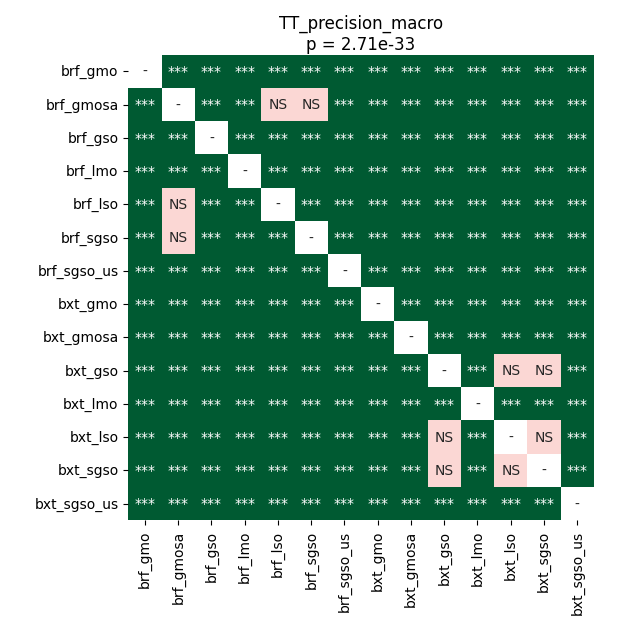 TT_precision_macro
p = 2.71e-33
brf_gmo - *** *** *** *** *** *** *** *** *** *** *** *** ***
brf_gmosa *** - *** *** NS NS *** *** *** *** *** *** *** ***
brf_gso *** *** - *** *** *** *** *** *** *** *** *** *** ***
brf_lmo *** *** *** - *** *** *** *** *** *** *** *** *** ***
brf_lso *** NS *** *** - *** *** *** *** *** *** *** *** ***
brf_sgso *** NS *** *** *** - *** *** *** *** *** *** *** ***
brf_sgso_us *** *** *** *** *** *** - *** *** *** *** *** *** ***
bxt_gmo *** *** *** *** *** *** *** - *** *** *** *** *** ***
bxt_gmosa *** *** *** *** *** *** *** *** - *** *** *** *** ***
bxt_gso *** *** *** *** *** *** *** *** *** - *** NS NS ***
bxt_lmo *** *** *** *** *** *** *** *** *** *** - *** *** ***
bxt_lso *** *** *** *** *** *** *** *** *** NS *** - NS ***
bxt_sgso *** *** *** *** *** *** *** *** *** NS *** NS - ***
bxt_sgso_us *** *** *** *** *** *** *** *** *** *** *** *** *** -
brf_gmo brf_gmosa brf_gso brf_lmo brf_lso brf_sgso brf_sgso_us bxt_gmo bxt_gmosa bxt_gso bxt_lmo bxt_lso bxt_sgso bxt_sgso_us